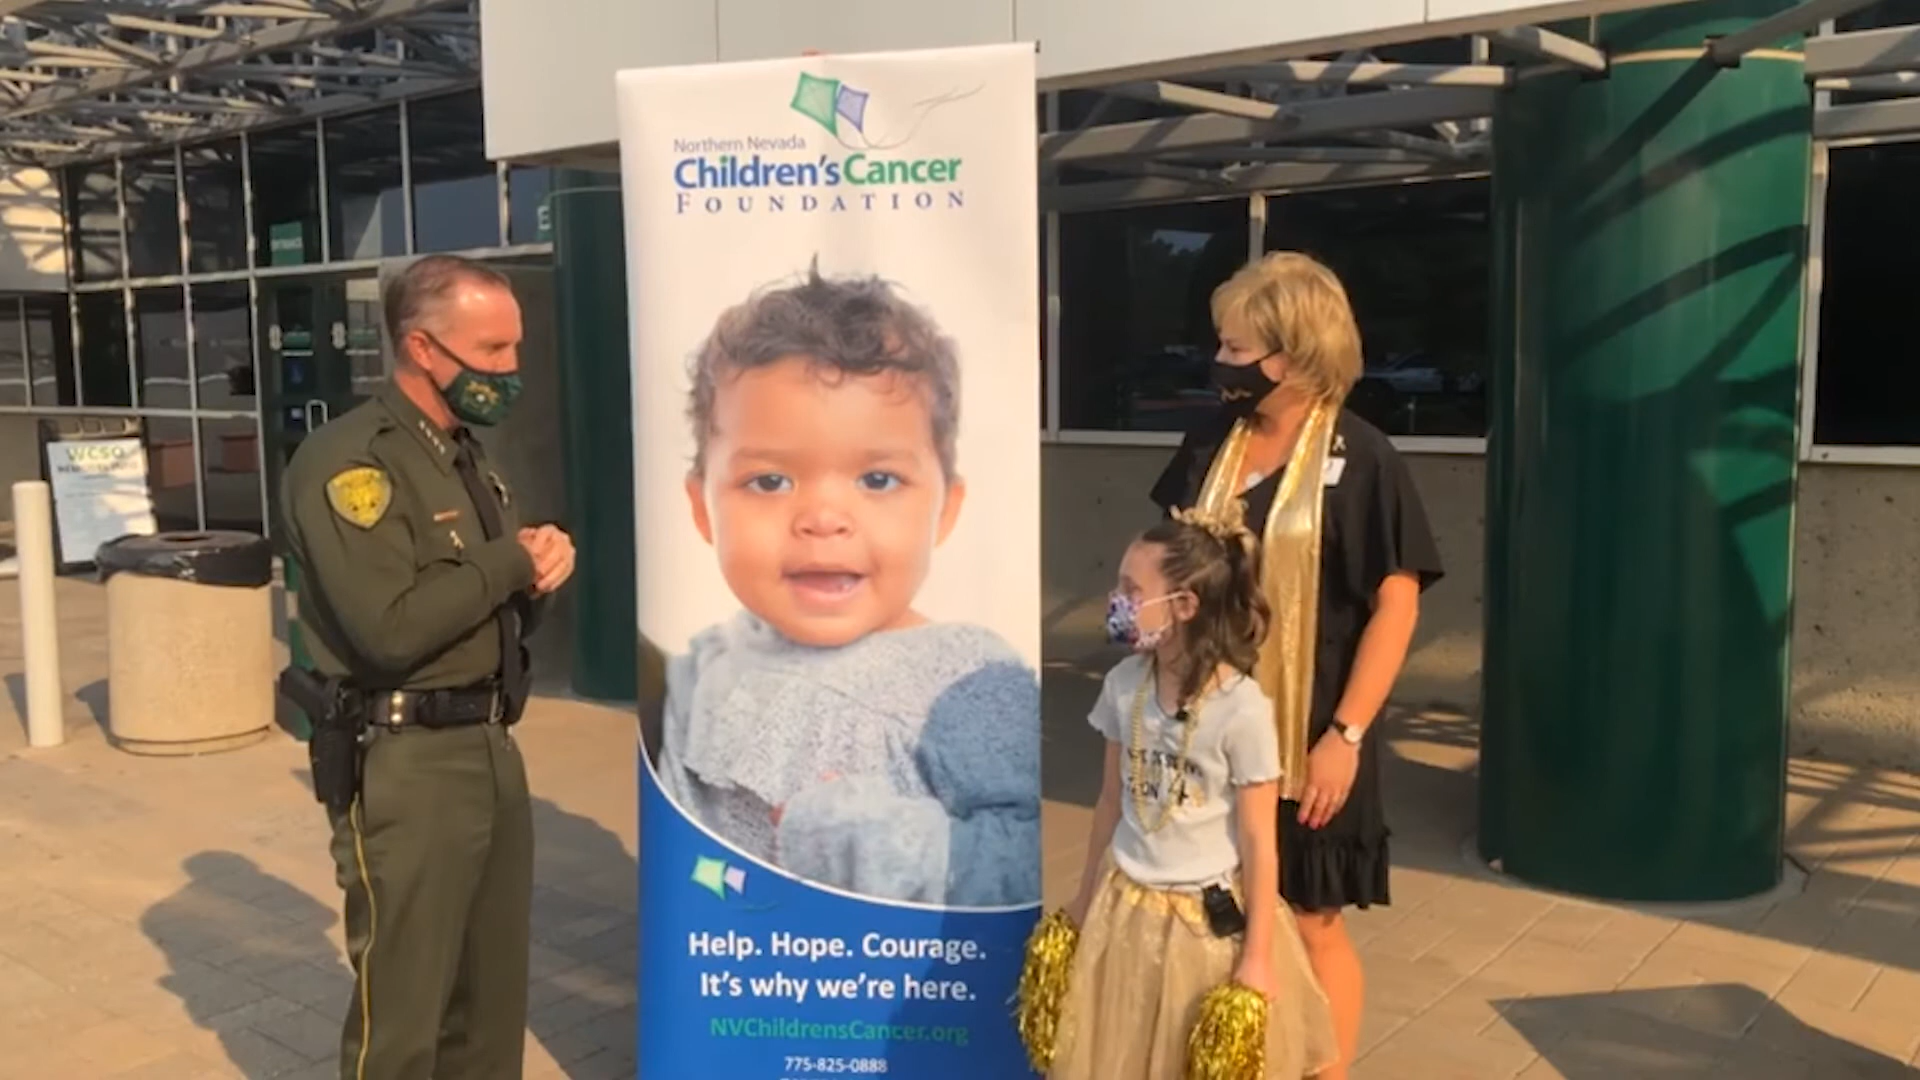 Northern Nevada
Children's Cancer
FOUNDATION
Help. Hope. Courage.
It's why we're here.
NVChildrensCancer.org
775-825-0888
ENTRANCE
WCSO